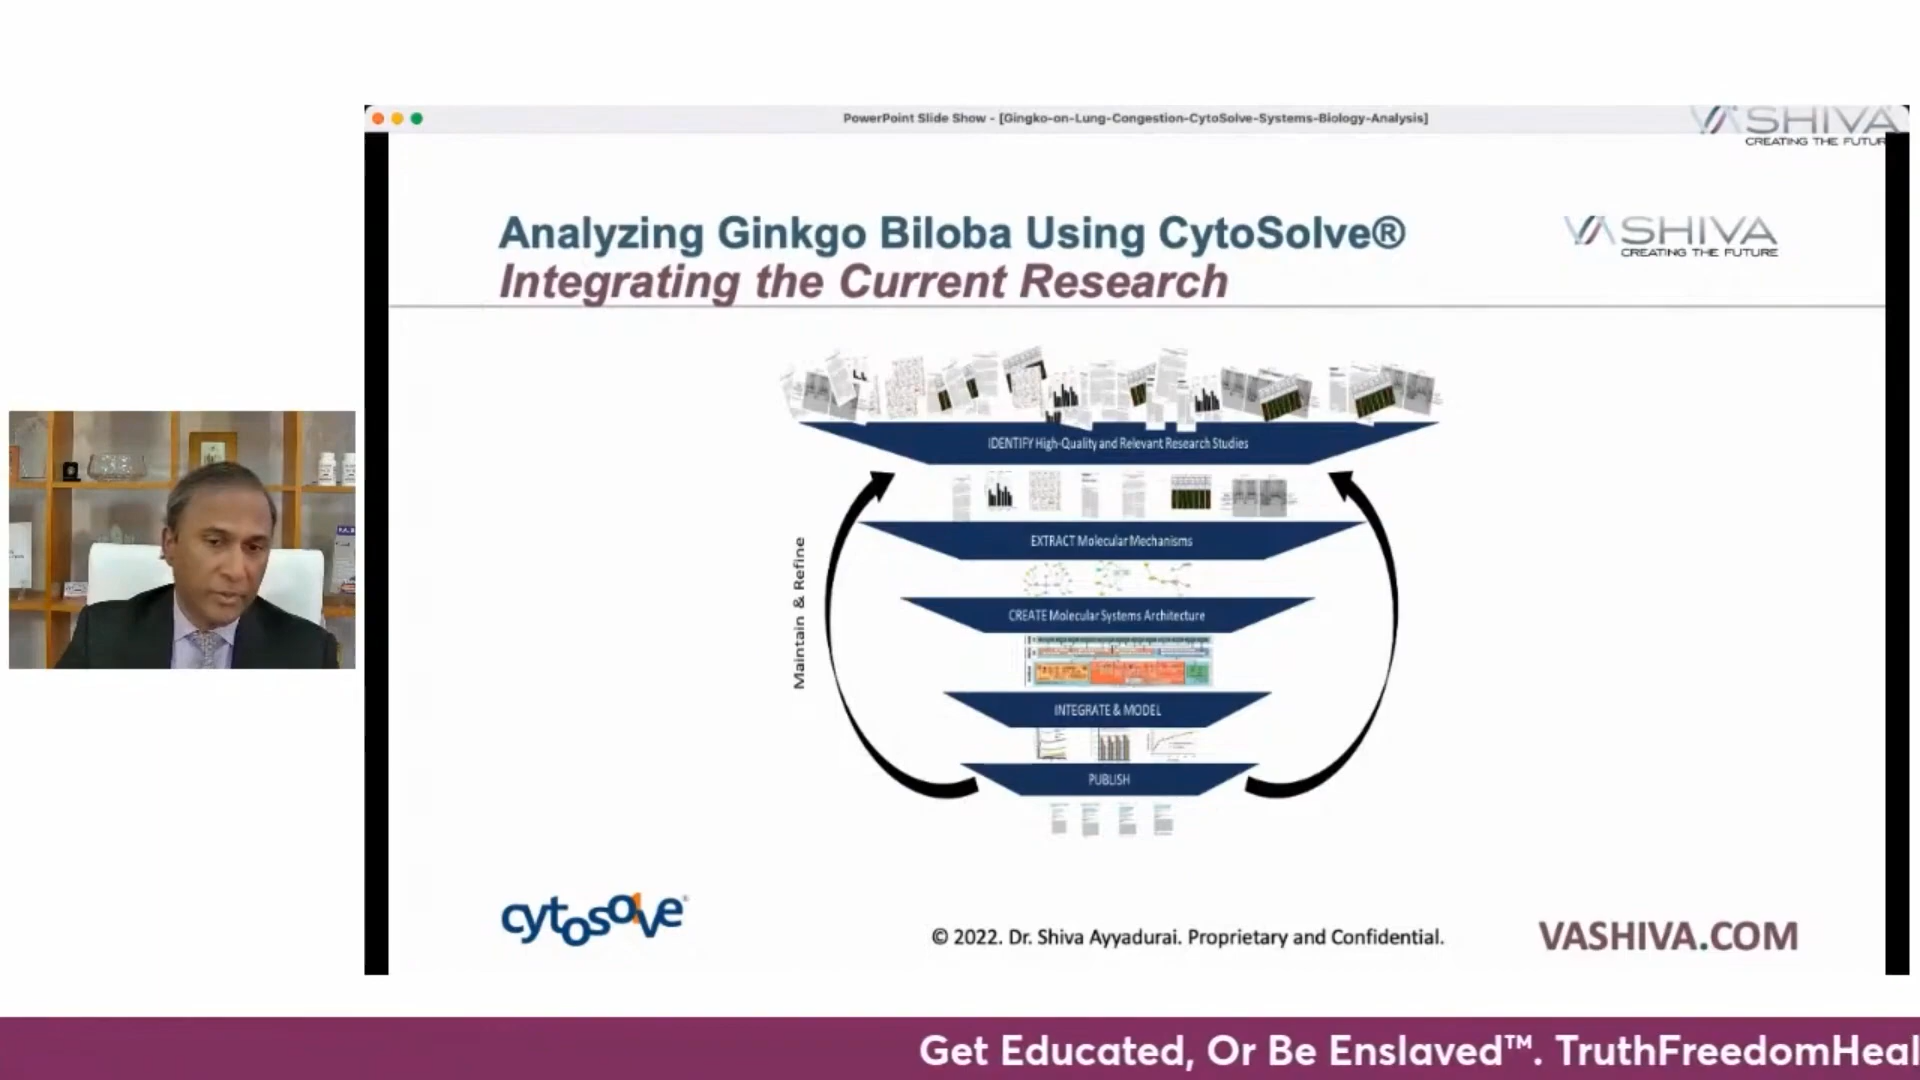 PowerPoint Slide Show - [Gingko-on-Lung-Congestion-CytoSolve-Systems-Biology-Analysis]
VASHIVA
CREATING THE FUTUR
Analyzing Ginkgo Biloba Using CytoSolve®
Integrating the Current Research
VASHIVA
CREATING THE FUTURE
IDENTIFY High-Quality and Relevant Research Studies
EXTRACT Molecular Mechanisms
CREATE Molecular Systems Architecture
INTEGRATE & MODEL
PUBLISH
Maintain & Refine
cytosolve®
© 2022. Dr. Shiva Ayyadurai. Proprietary and Confidential.
VASHIVA.COM
Get Educated, Or Be Enslaved™. TruthFreedomHeal